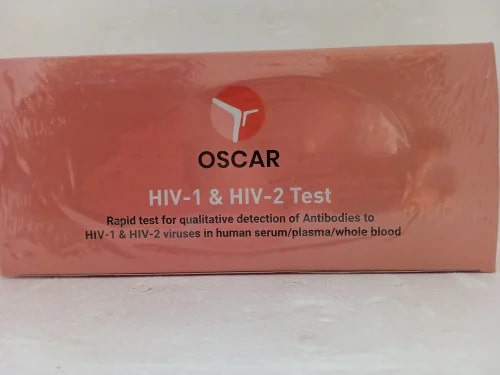 OSCAR
HIV-1 & HIV-2 Test
Rapid test for qualitative detection of Antibodies to
HIV-1 & HIV-2 viruses in human serum/plasma/whole blood